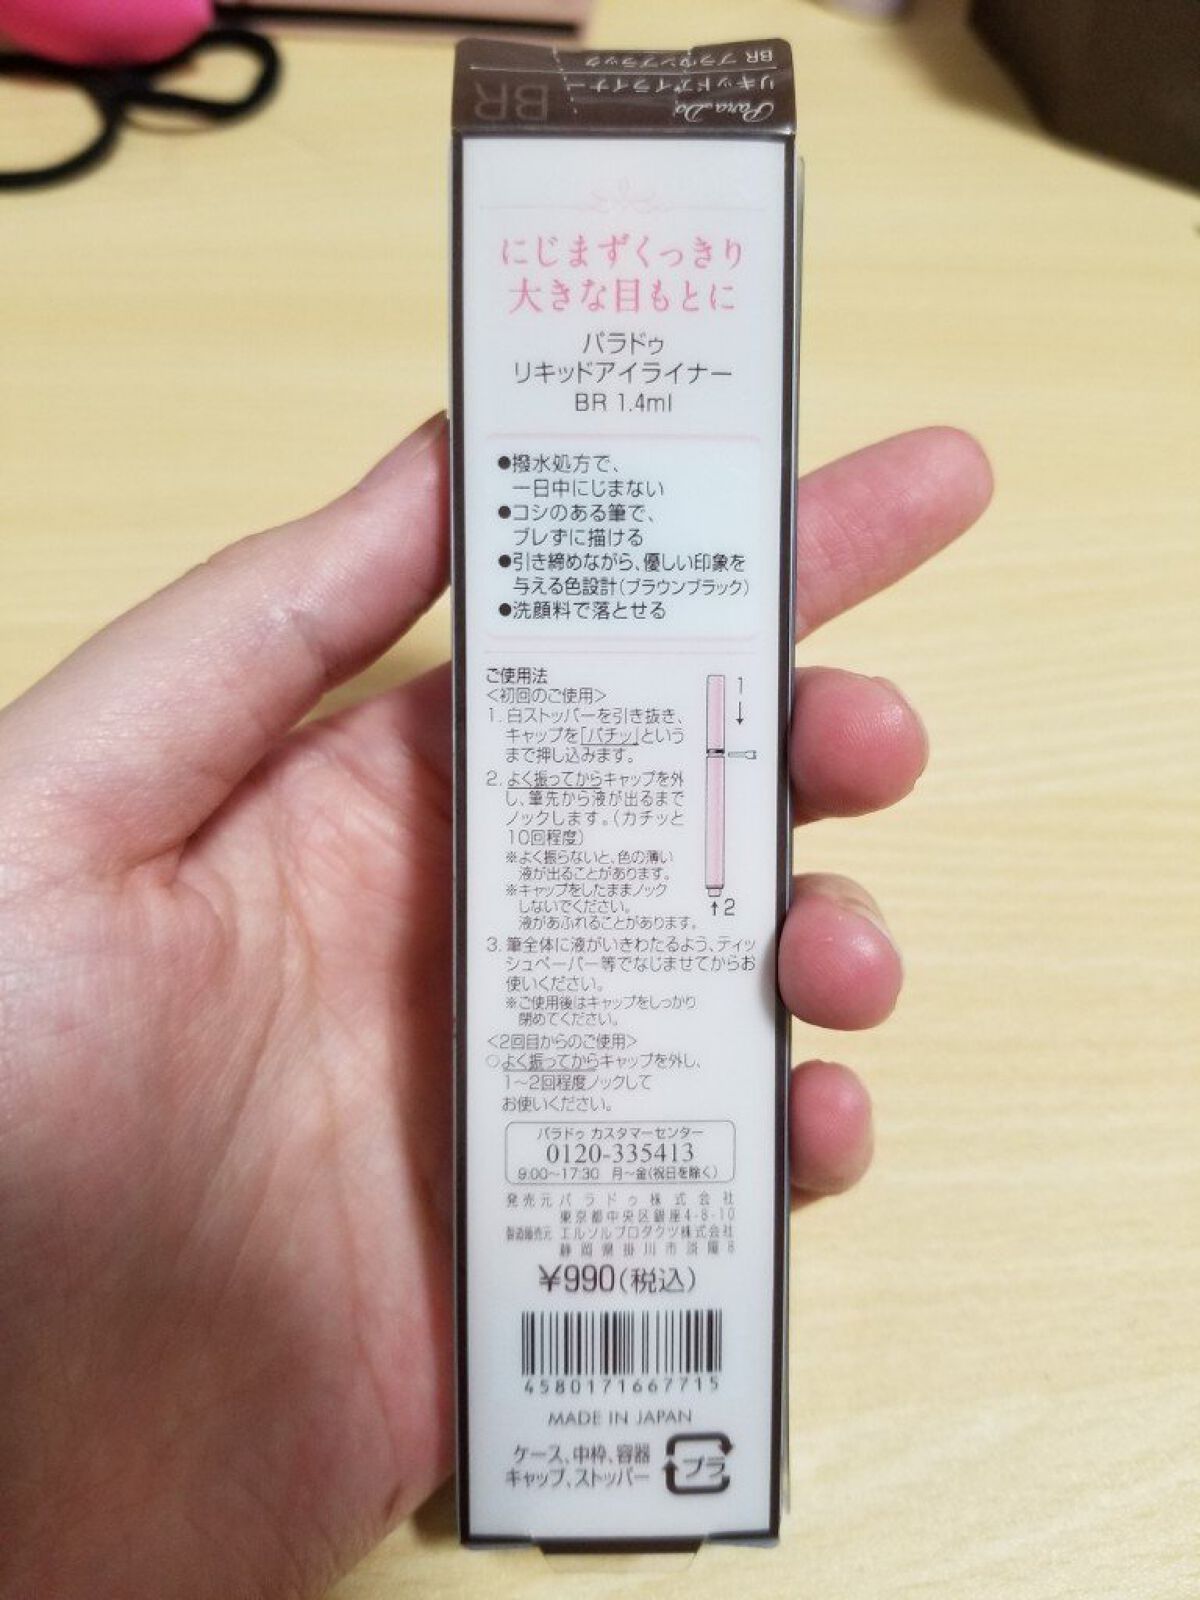 BR ブラウンブラック
リキッドアイライナー
ParaDo
BR
にじまずくっきり
大きな目もとに
パラドゥ
リキッドアイライナー
BR 1.4ml
●撥水処方で、
一日中にじまない
●コシのある筆で、
ブレずに描ける
●引き締めながら、優しい印象を
与える色設計(ブラウンブラック)
●洗顔料で落とせる
ご使用法
<初回のご使用>
1. 白ストッパーを引き抜き、
キャップを「パチッ」という
まで押し込みます。
2. よく振ってからキャップを外
し、筆先から液が出るまで
ノックします。(カチッと
10回程度)
※よく振らないと、色の薄い
液が出ることがあります。
※キャップをしたままノック
しないでください。
液があふれることがあります。
1
↓
↑2
3. 筆全体に液がいきわたるよう、ティッ
シュペーパー等でなじませてからお
使いください。
※ご使用後はキャップをしっかり
閉めてください。
<2回目からのご使用>
○よく振ってからキャップを外し、
1〜2回程度ノックして
お使いください。
パラドゥ カスタマーセンター
0120-335413
9:00〜17:30 月〜金(祝日を除く)
発売元 パラドゥ株式会社
東京都中央区銀座4-8-10
製造販売元 エルソルプロダクツ株式会社
静岡県掛川市淡陽8
¥990(税込)
4580171667715
MADE IN JAPAN
ケース、中枠、容器
キャップ、ストッパー
プラ